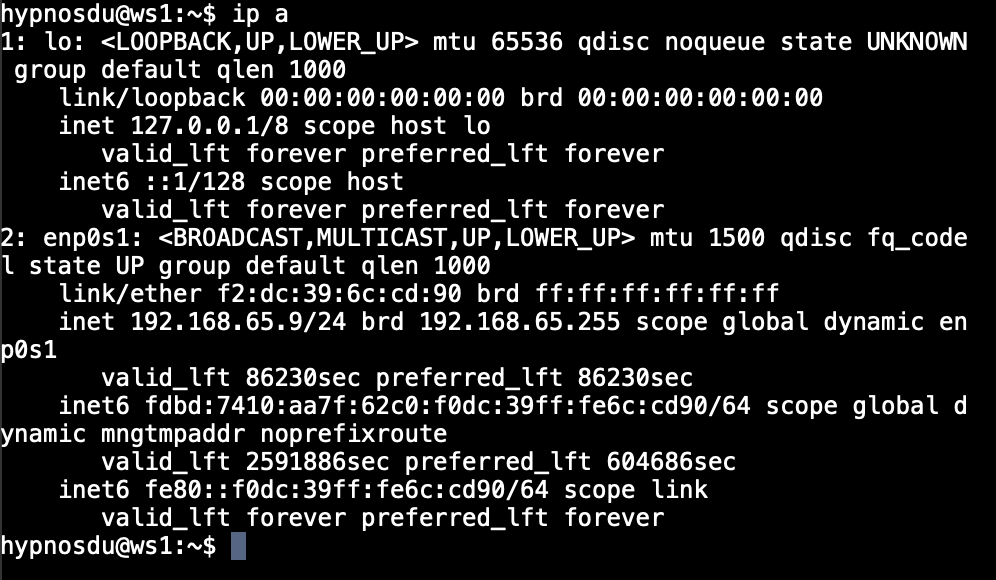 hypnosdu@ws1:~$ ip a
1: lo: <LOOPBACK,UP,LOWER_UP> mtu 65536 qdisc noqueue state UNKNOWN
 group default qlen 1000
    link/loopback 00:00:00:00:00:00 brd 00:00:00:00:00:00
    inet 127.0.0.1/8 scope host lo
       valid_lft forever preferred_lft forever
    inet6 ::1/128 scope host
       valid_lft forever preferred_lft forever
2: enp0s1: <BROADCAST,MULTICAST,UP,LOWER_UP> mtu 1500 qdisc fq_code
l state UP group default qlen 1000
    link/ether f2:dc:39:6c:cd:90 brd ff:ff:ff:ff:ff:ff
    inet 192.168.65.9/24 brd 192.168.65.255 scope global dynamic en
p0s1
       valid_lft 86230sec preferred_lft 86230sec
    inet6 fdbd:7410:aa7f:62c0:f0dc:39ff:fe6c:cd90/64 scope global d
ynamic mngtmpaddr noprefixroute
       valid_lft 2591886sec preferred_lft 604686sec
    inet6 fe80::f0dc:39ff:fe6c:cd90/64 scope link
       valid_lft forever preferred_lft forever
hypnosdu@ws1:~$